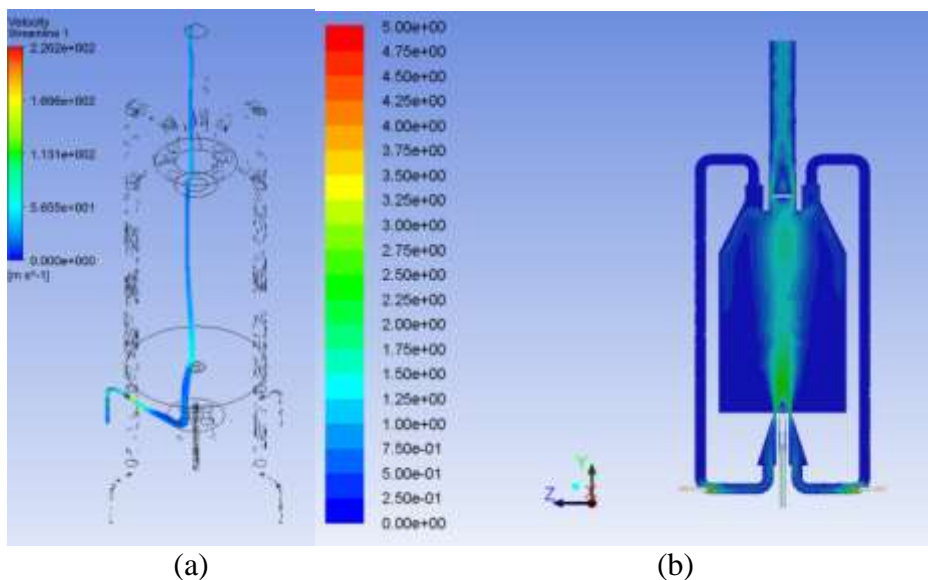 Velocity
Streamline 1
2.262e+002
1.696e+002
1.131e+002
5.655e+001
0.000e+000
[m s^-1]
5.00e+00
4.75e+00
4.50e+00
4.25e+00
4.00e+00
3.75e+00
3.50e+00
3.25e+00
3.00e+00
2.75e+00
2.50e+00
2.25e+00
2.00e+00
1.75e+00
1.50e+00
1.25e+00
1.00e+00
7.50e-01
5.00e-01
2.50e-01
0.00e+00
Y
Z
X
(a)
(b)